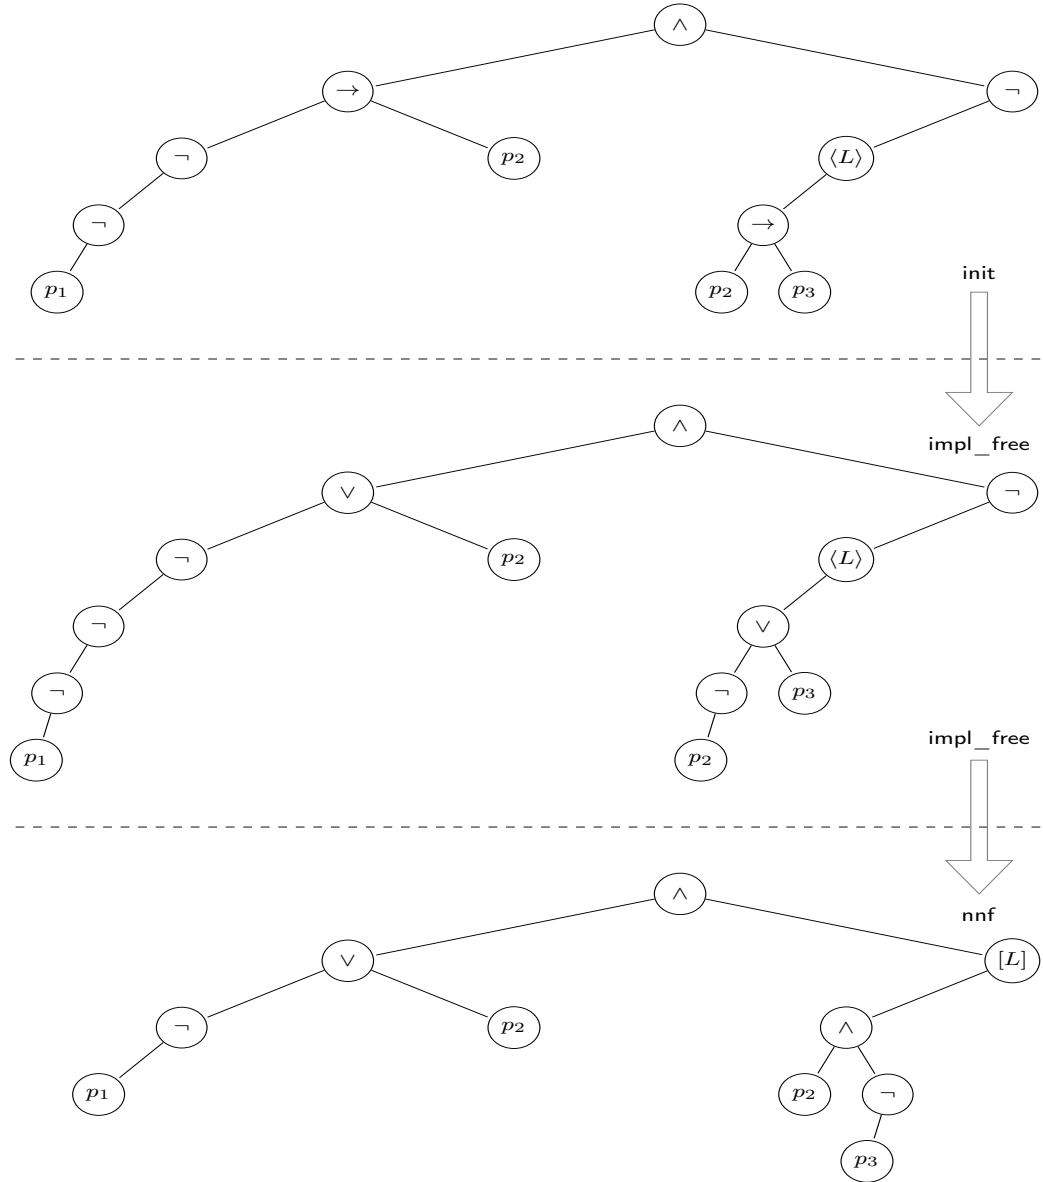 ∧
→ ¬
¬ p₂ ⟨L⟩
¬ →
p₁ p₂ p₃
init
∧
impl_free
∨ ¬
¬ p₂ ⟨L⟩
¬ ∨
¬ ¬ p₃
impl_free
p₁ p₂
∧
nnf
∨ [L]
¬ p₂ ∧
p₁ p₂ ¬
p₃